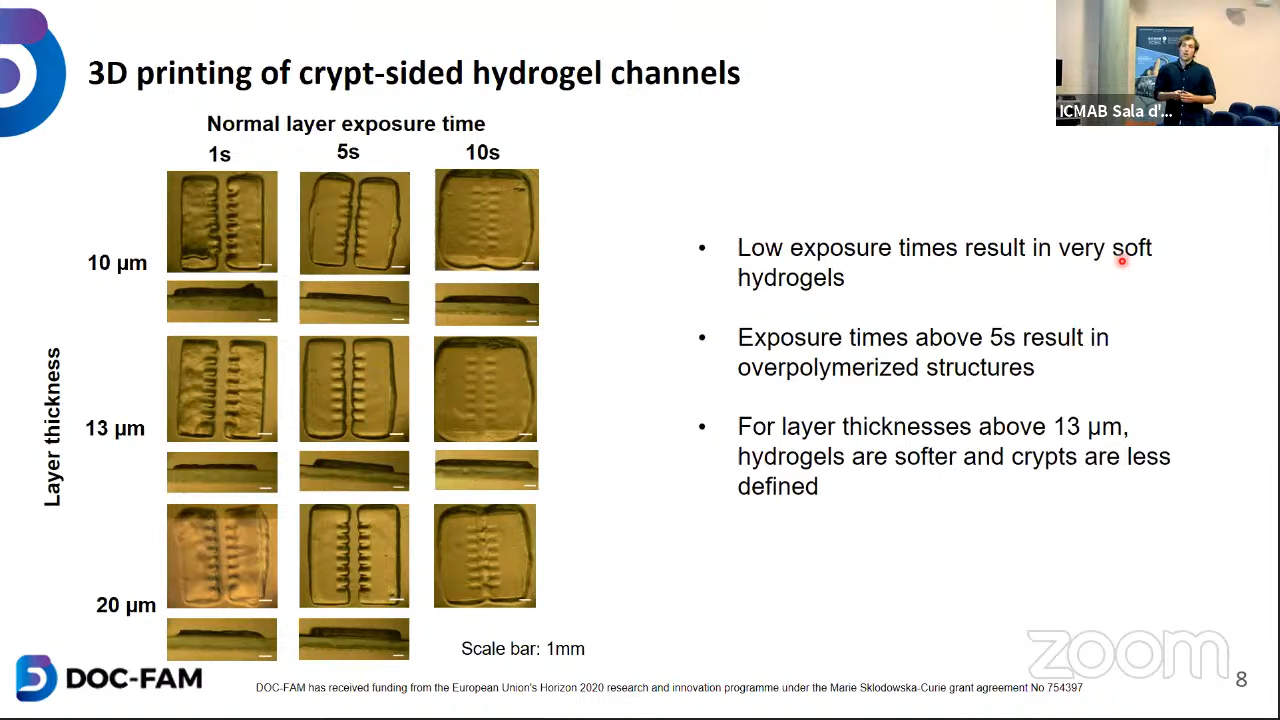 3D printing of crypt-sided hydrogel channels
ICMAB Sala d'...
Normal layer exposure time
1s 5s 10s
10 µm
13 µm
20 µm
Layer thickness
Scale bar: 1mm
• Low exposure times result in very soft
hydrogels
• Exposure times above 5s result in
overpolymerized structures
• For layer thicknesses above 13 µm,
hydrogels are softer and crypts are less
defined
zoom
DOC-FAM
DOC-FAM has received funding from the European Union's Horizon 2020 research and innovation programme under the Marie Sklodowska-Curie grant agreement No 754397
8